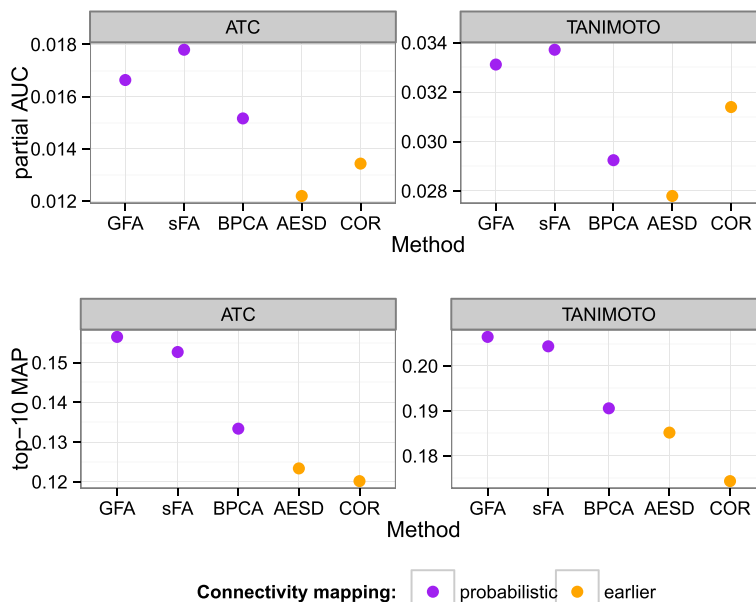 ATC TANIMOTO
partial AUC
0.018
0.016
0.014
0.012
0.034
0.032
0.030
0.028
GFA sFA BPCA AESD COR GFA sFA BPCA AESD COR
Method
ATC TANIMOTO
top-10 MAP
0.15
0.14
0.13
0.12
0.20
0.19
0.18
GFA sFA BPCA AESD COR GFA sFA BPCA AESD COR
Method
Connectivity mapping: probabilistic earlier